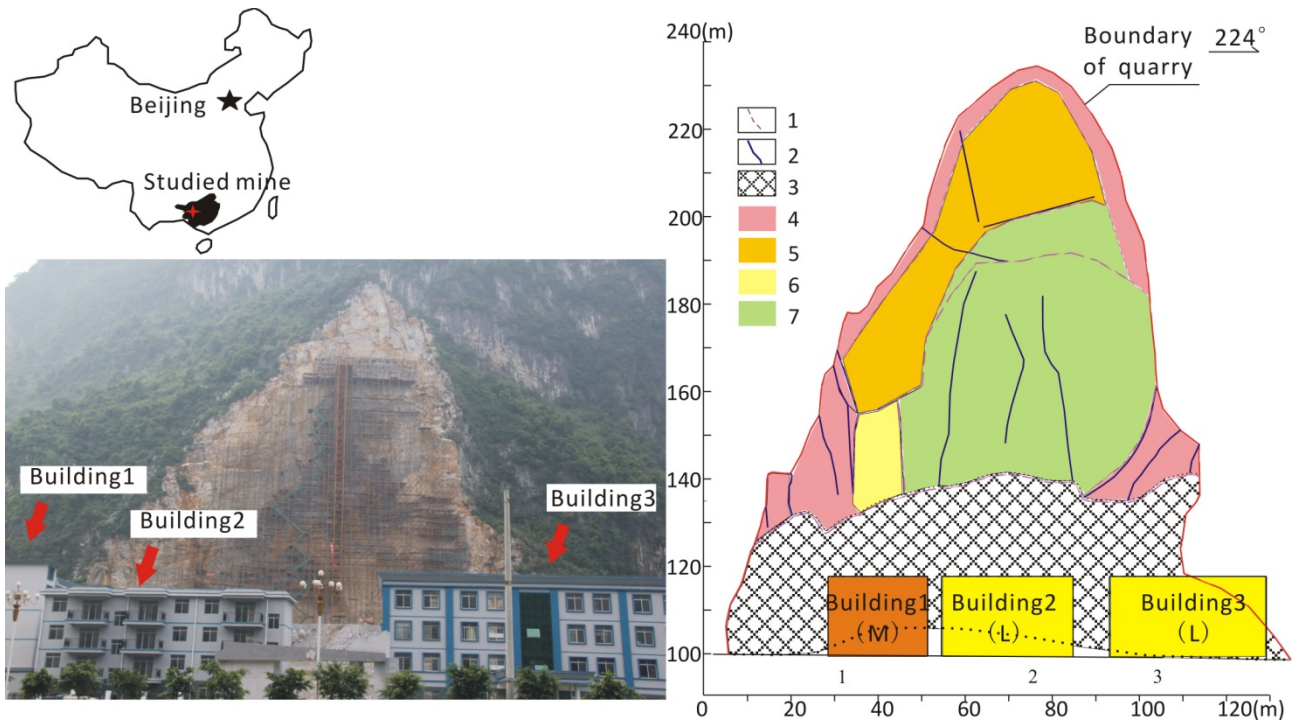 Beijing
Studied mine
Building1
Building2
Building3
240(m)
220
200
180
160
140
120
100
Boundary
of quarry
224°
1
2
3
4
5
6
7
Building1
(M)
Building2
(L)
Building3
(L)
1
2
3
0
20
40
60
80
100
120(m)